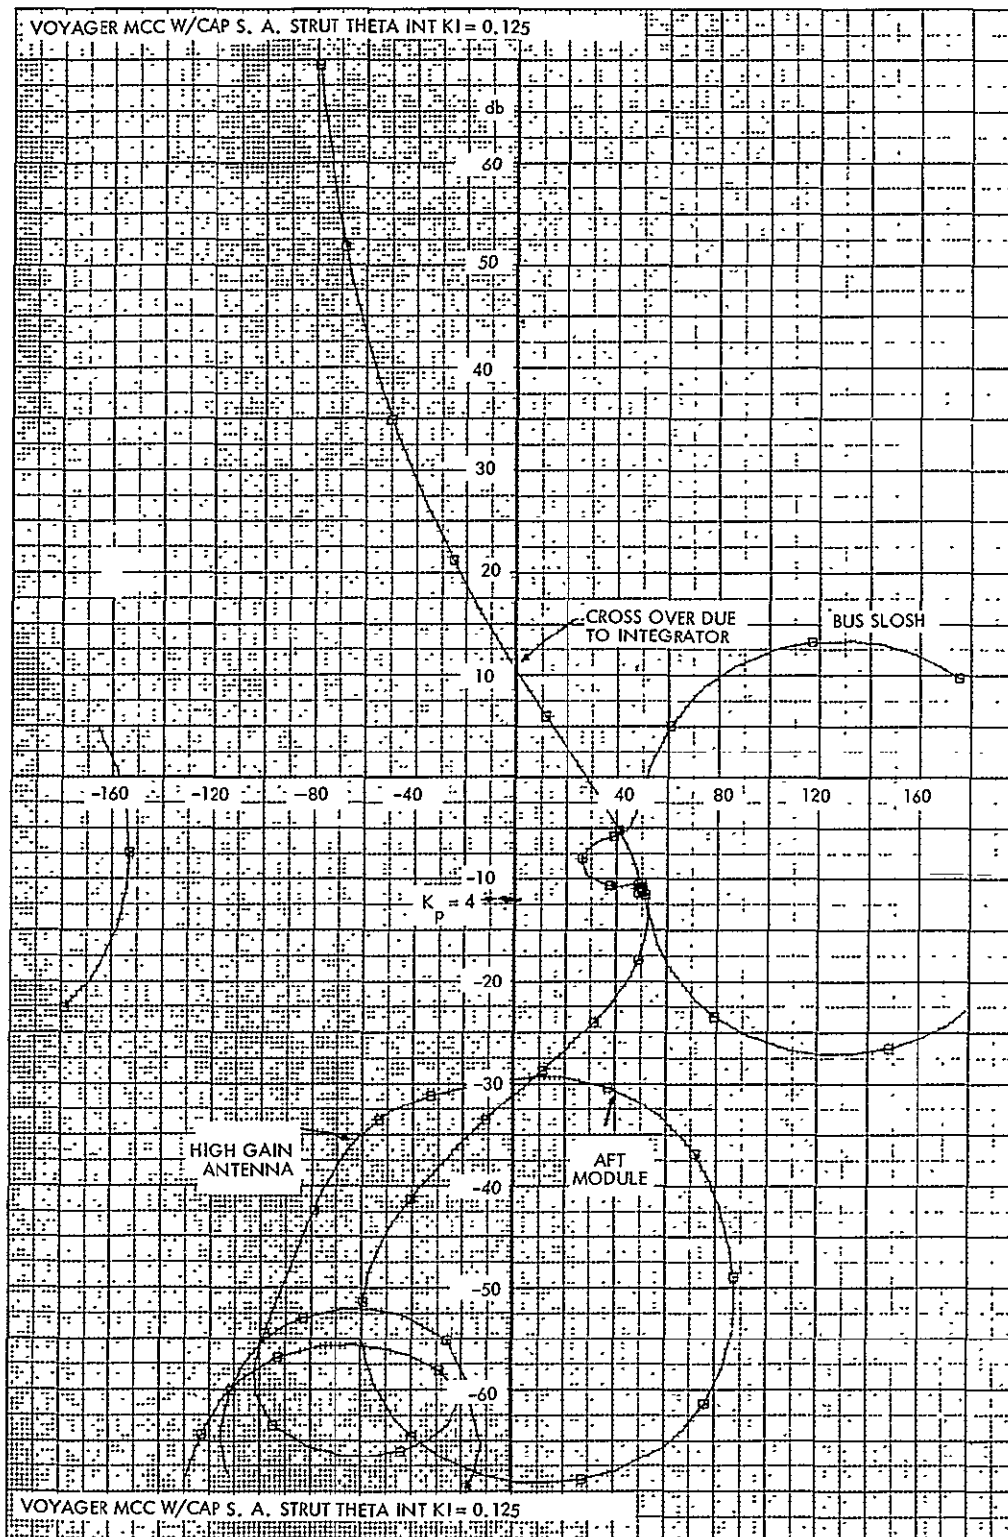 VOYAGER MCC W/CAP S. A. STRUT THETA INT KI = 0.125
db
60
50
40
30
20
CROSS OVER DUE
TO INTEGRATOR
BUS SLOSH
10
-160 -120 -80 -40 40 80 120 160
-10
K_p = 4
-20
-30
HIGH GAIN
ANTENNA
AFT
MODULE
-40
-50
-60
VOYAGER MCC W/CAP S. A. STRUT THETA INT KI = 0.125